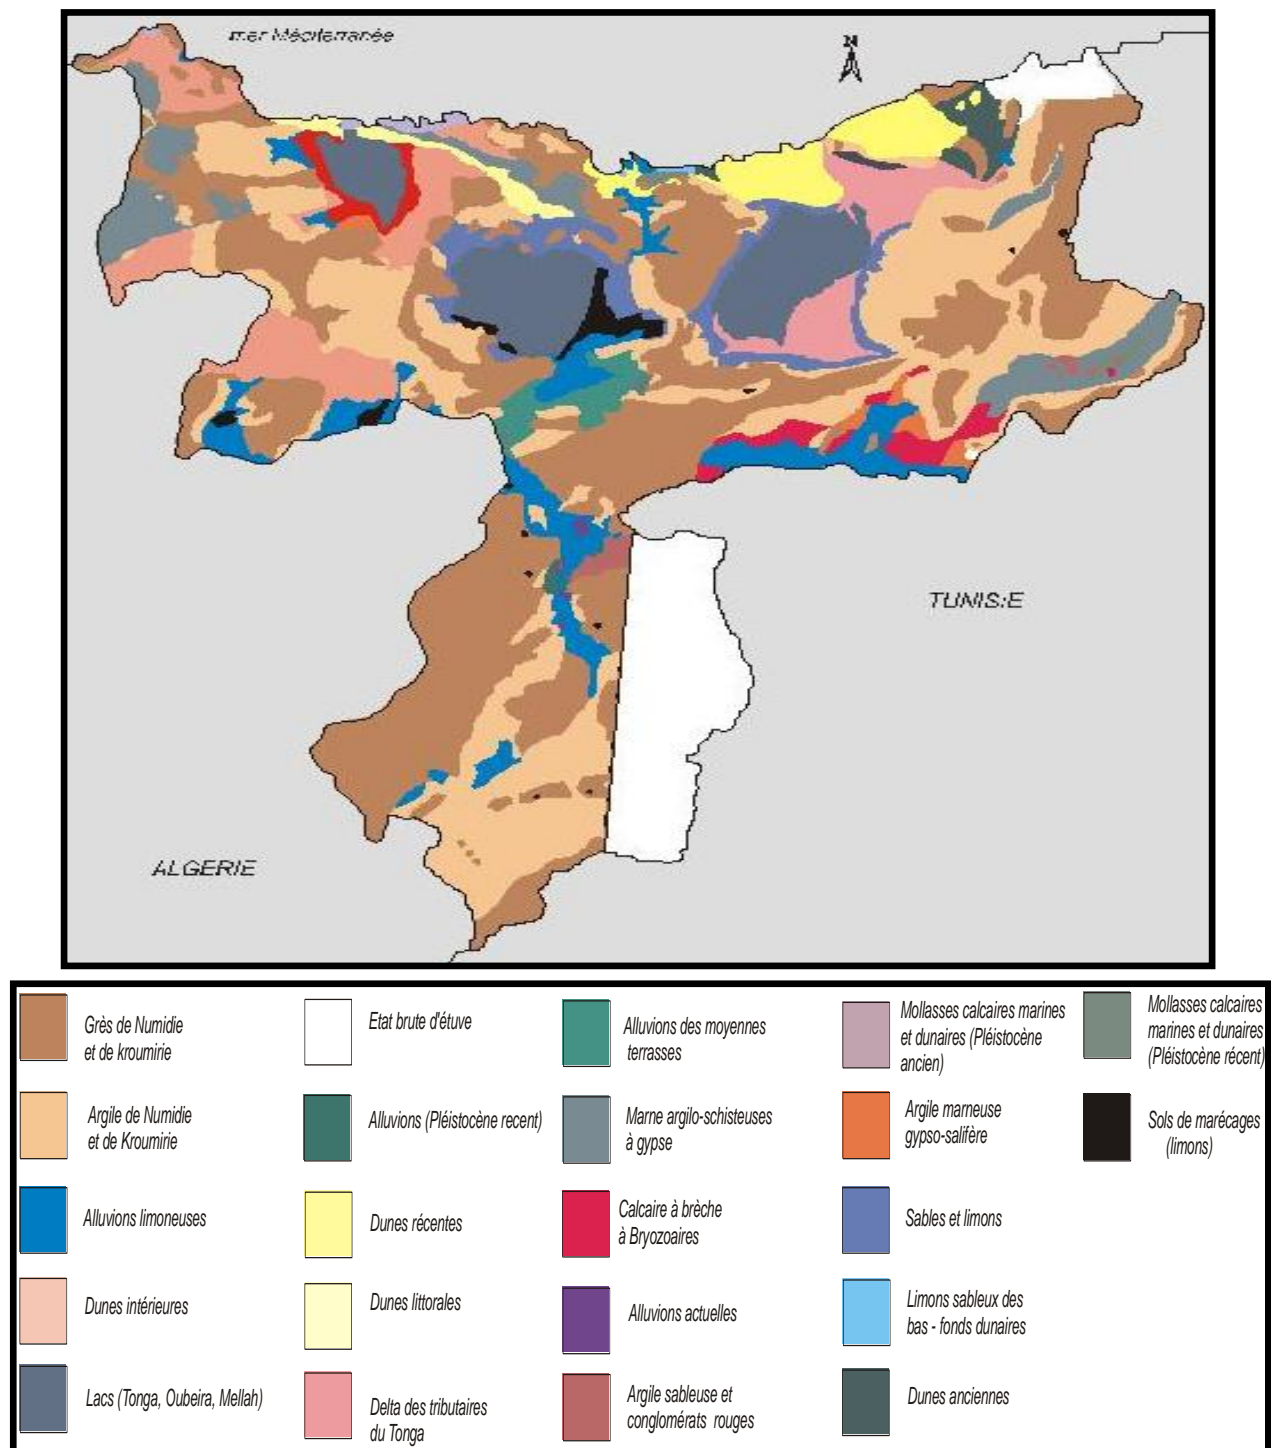 mer Méditerranée
N
TUNIS:E
ALGERIE
Grès de Numidie
et de kroumirie
Etat brute d'étuve
Alluvions des moyennes
terrasses
Mollasses calcaires marines
et dunaires (Pléistocène
ancien)
Mollasses calcaires
marines et dunaires
(Pléistocène récent)
Argile de Numidie
et de Kroumirie
Alluvions (Pléistocène recent)
Marne argilo-schisteuses
à gypse
Argile marneuse
gypso-salifère
Sols de marécages
(limons)
Alluvions limoneuses
Dunes récentes
Calcaire à brèche
à Bryozoaires
Sables et limons
Dunes intérieures
Dunes littorales
Alluvions actuelles
Limons sableux des
bas - fonds dunaires
Lacs (Tonga, Oubeira, Mellah)
Delta des tributaires
du Tonga
Argile sableuse et
conglomérats rouges
Dunes anciennes